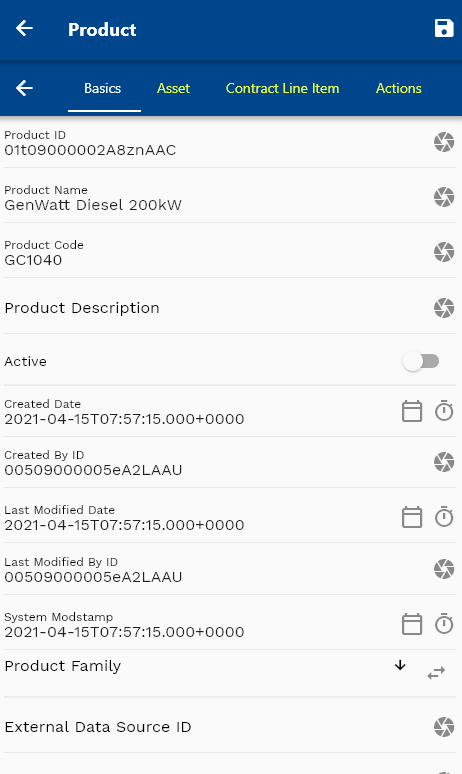 Product
Basics Asset Contract Line Item Actions
Product ID
01t09000002A8znAAC
Product Name
GenWatt Diesel 200kW
Product Code
GC1040
Product Description
Active
Created Date
2021-04-15T07:57:15.000+0000
Created By ID
00509000005eA2LAAU
Last Modified Date
2021-04-15T07:57:15.000+0000
Last Modified By ID
00509000005eA2LAAU
System Modstamp
2021-04-15T07:57:15.000+0000
Product Family
External Data Source ID